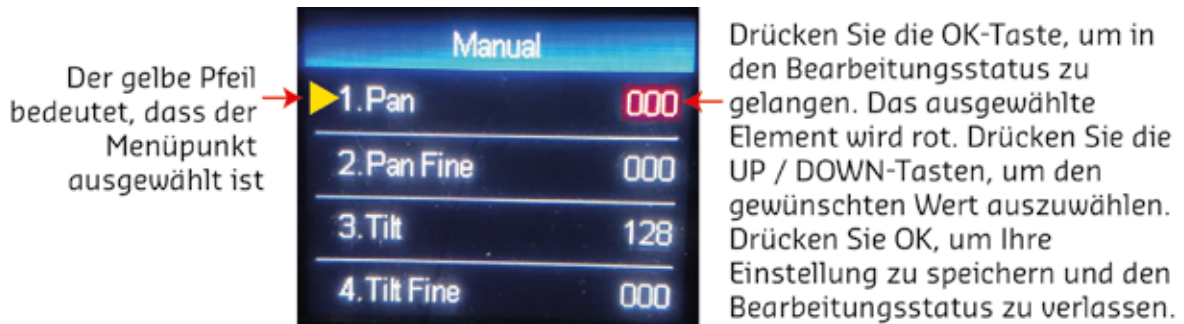 Der gelbe Pfeil
bedeutet, dass der
Menüpunkt
ausgewählt ist
Manual
1.Pan 000
2.Pan Fine 000
3.Tilt 128
4.Tilt Fine 000
Drücken Sie die OK-Taste, um in
den Bearbeitungsstatus zu
gelangen. Das ausgewählte
Element wird rot. Drücken Sie die
UP / DOWN-Tasten, um den
gewünschten Wert auszuwählen.
Drücken Sie OK, um Ihre
Einstellung zu speichern und den
Bearbeitungsstatus zu verlassen.